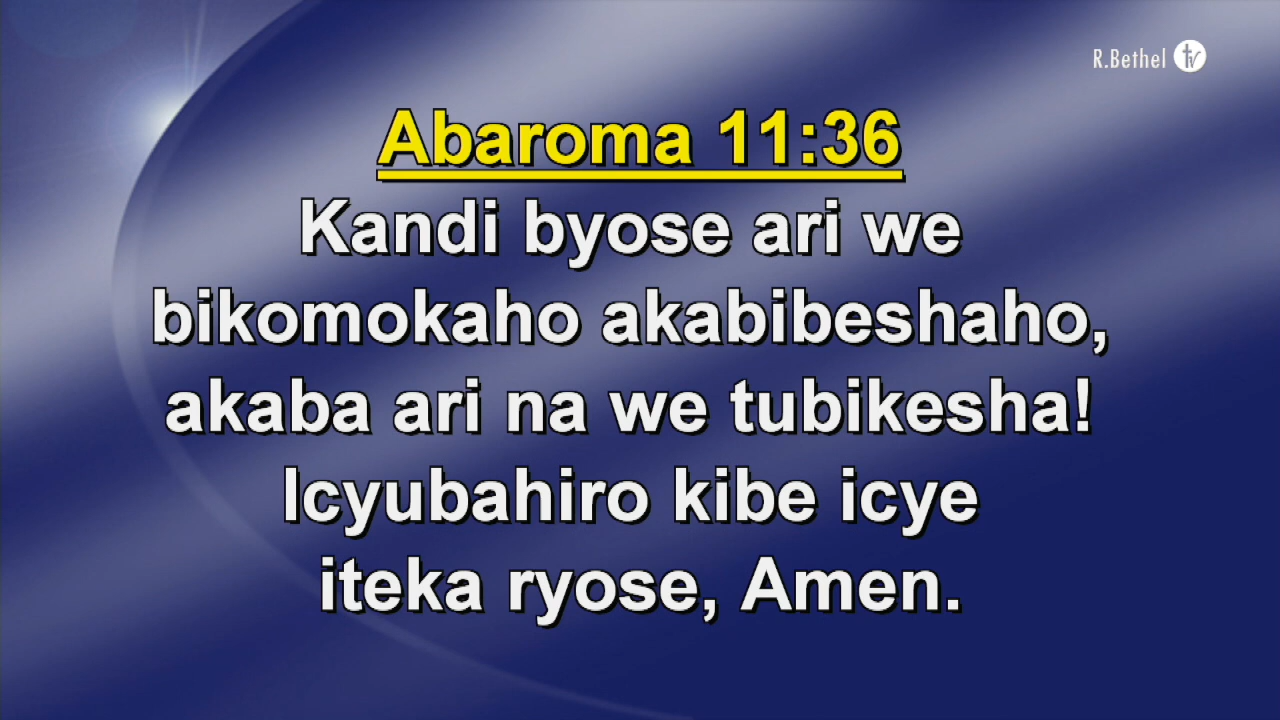 R.Bethel tv
Abaroma 11:36
Kandi byose ari we
bikomokaho akabibeshaho,
akaba ari na we tubikesha!
Icyubahiro kibe icye
iteka ryose, Amen.